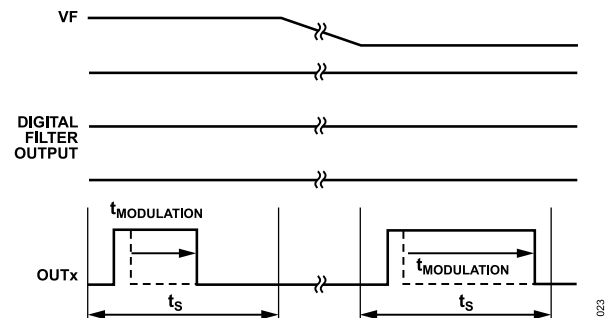 VF
DIGITAL
FILTER
OUTPUT
tMODULATION
tMODULATION
OUTx
tS
tS
023